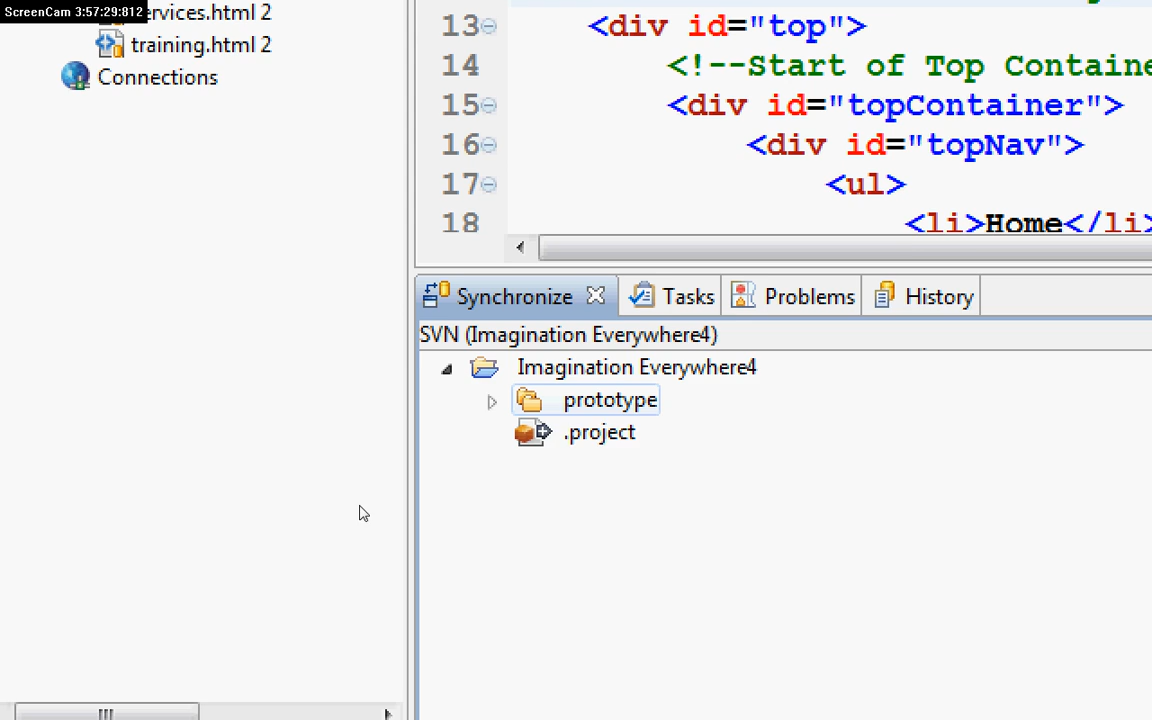 ScreenCam 3:57:29:812
ervices.html 2
training.html 2
Connections
13 <div id="top">
14 <!--Start of Top Containe
15 <div id="topContainer">
16 <div id="topNav">
17 <ul>
18 <li>Home</li>
Synchronize Tasks Problems History
SVN (Imagination Everywhere4)
Imagination Everywhere4
prototype
.project